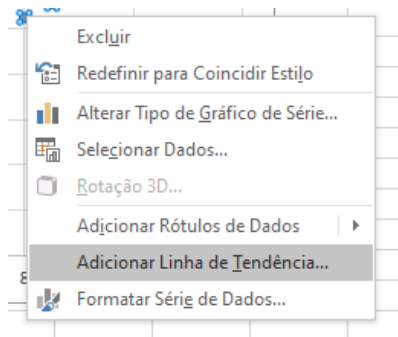 Excluir
Redefinir para Coincidir Estilo
Alterar Tipo de Gráfico de Série...
Selecionar Dados...
Rotação 3D...
Adicionar Rótulos de Dados
Adicionar Linha de Tendência...
Formatar Série de Dados...